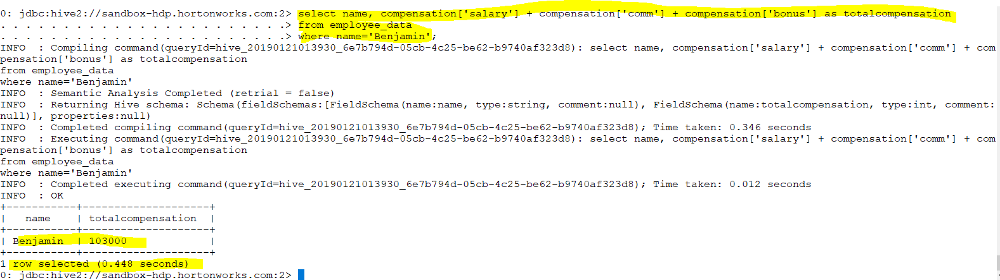 0: jdbc:hive2://sandbox-hdp.hortonworks.com:2> select name, compensation['salary'] + compensation['comm'] + compensation['bonus'] as totalcompensation
. . . . . . . . . . . . . . . . . . . . . . .> from employee_data
. . . . . . . . . . . . . . . . . . . . . . .> where name='Benjamin';
INFO  : Compiling command(queryId=hive_20190121013930_6e7b794d-05cb-4c25-be62-b9740af323d8): select name, compensation['salary'] + compensation['comm'] + com
pensation['bonus'] as totalcompensation
from employee_data
where name='Benjamin'
INFO  : Semantic Analysis Completed (retrial = false)
INFO  : Returning Hive schema: Schema(fieldSchemas:[FieldSchema(name:name, type:string, comment:null), FieldSchema(name:totalcompensation, type:int, comment:
null)], properties:null)
INFO  : Completed compiling command(queryId=hive_20190121013930_6e7b794d-05cb-4c25-be62-b9740af323d8); Time taken: 0.346 seconds
INFO  : Executing command(queryId=hive_20190121013930_6e7b794d-05cb-4c25-be62-b9740af323d8): select name, compensation['salary'] + compensation['comm'] + com
pensation['bonus'] as totalcompensation
from employee_data
where name='Benjamin'
INFO  : Completed executing command(queryId=hive_20190121013930_6e7b794d-05cb-4c25-be62-b9740af323d8); Time taken: 0.012 seconds
INFO  : OK
+-----------+--------------------+
|   name    | totalcompensation  |
+-----------+--------------------+
| Benjamin  | 103000             |
+-----------+--------------------+
1 row selected (0.448 seconds)
0: jdbc:hive2://sandbox-hdp.hortonworks.com:2>